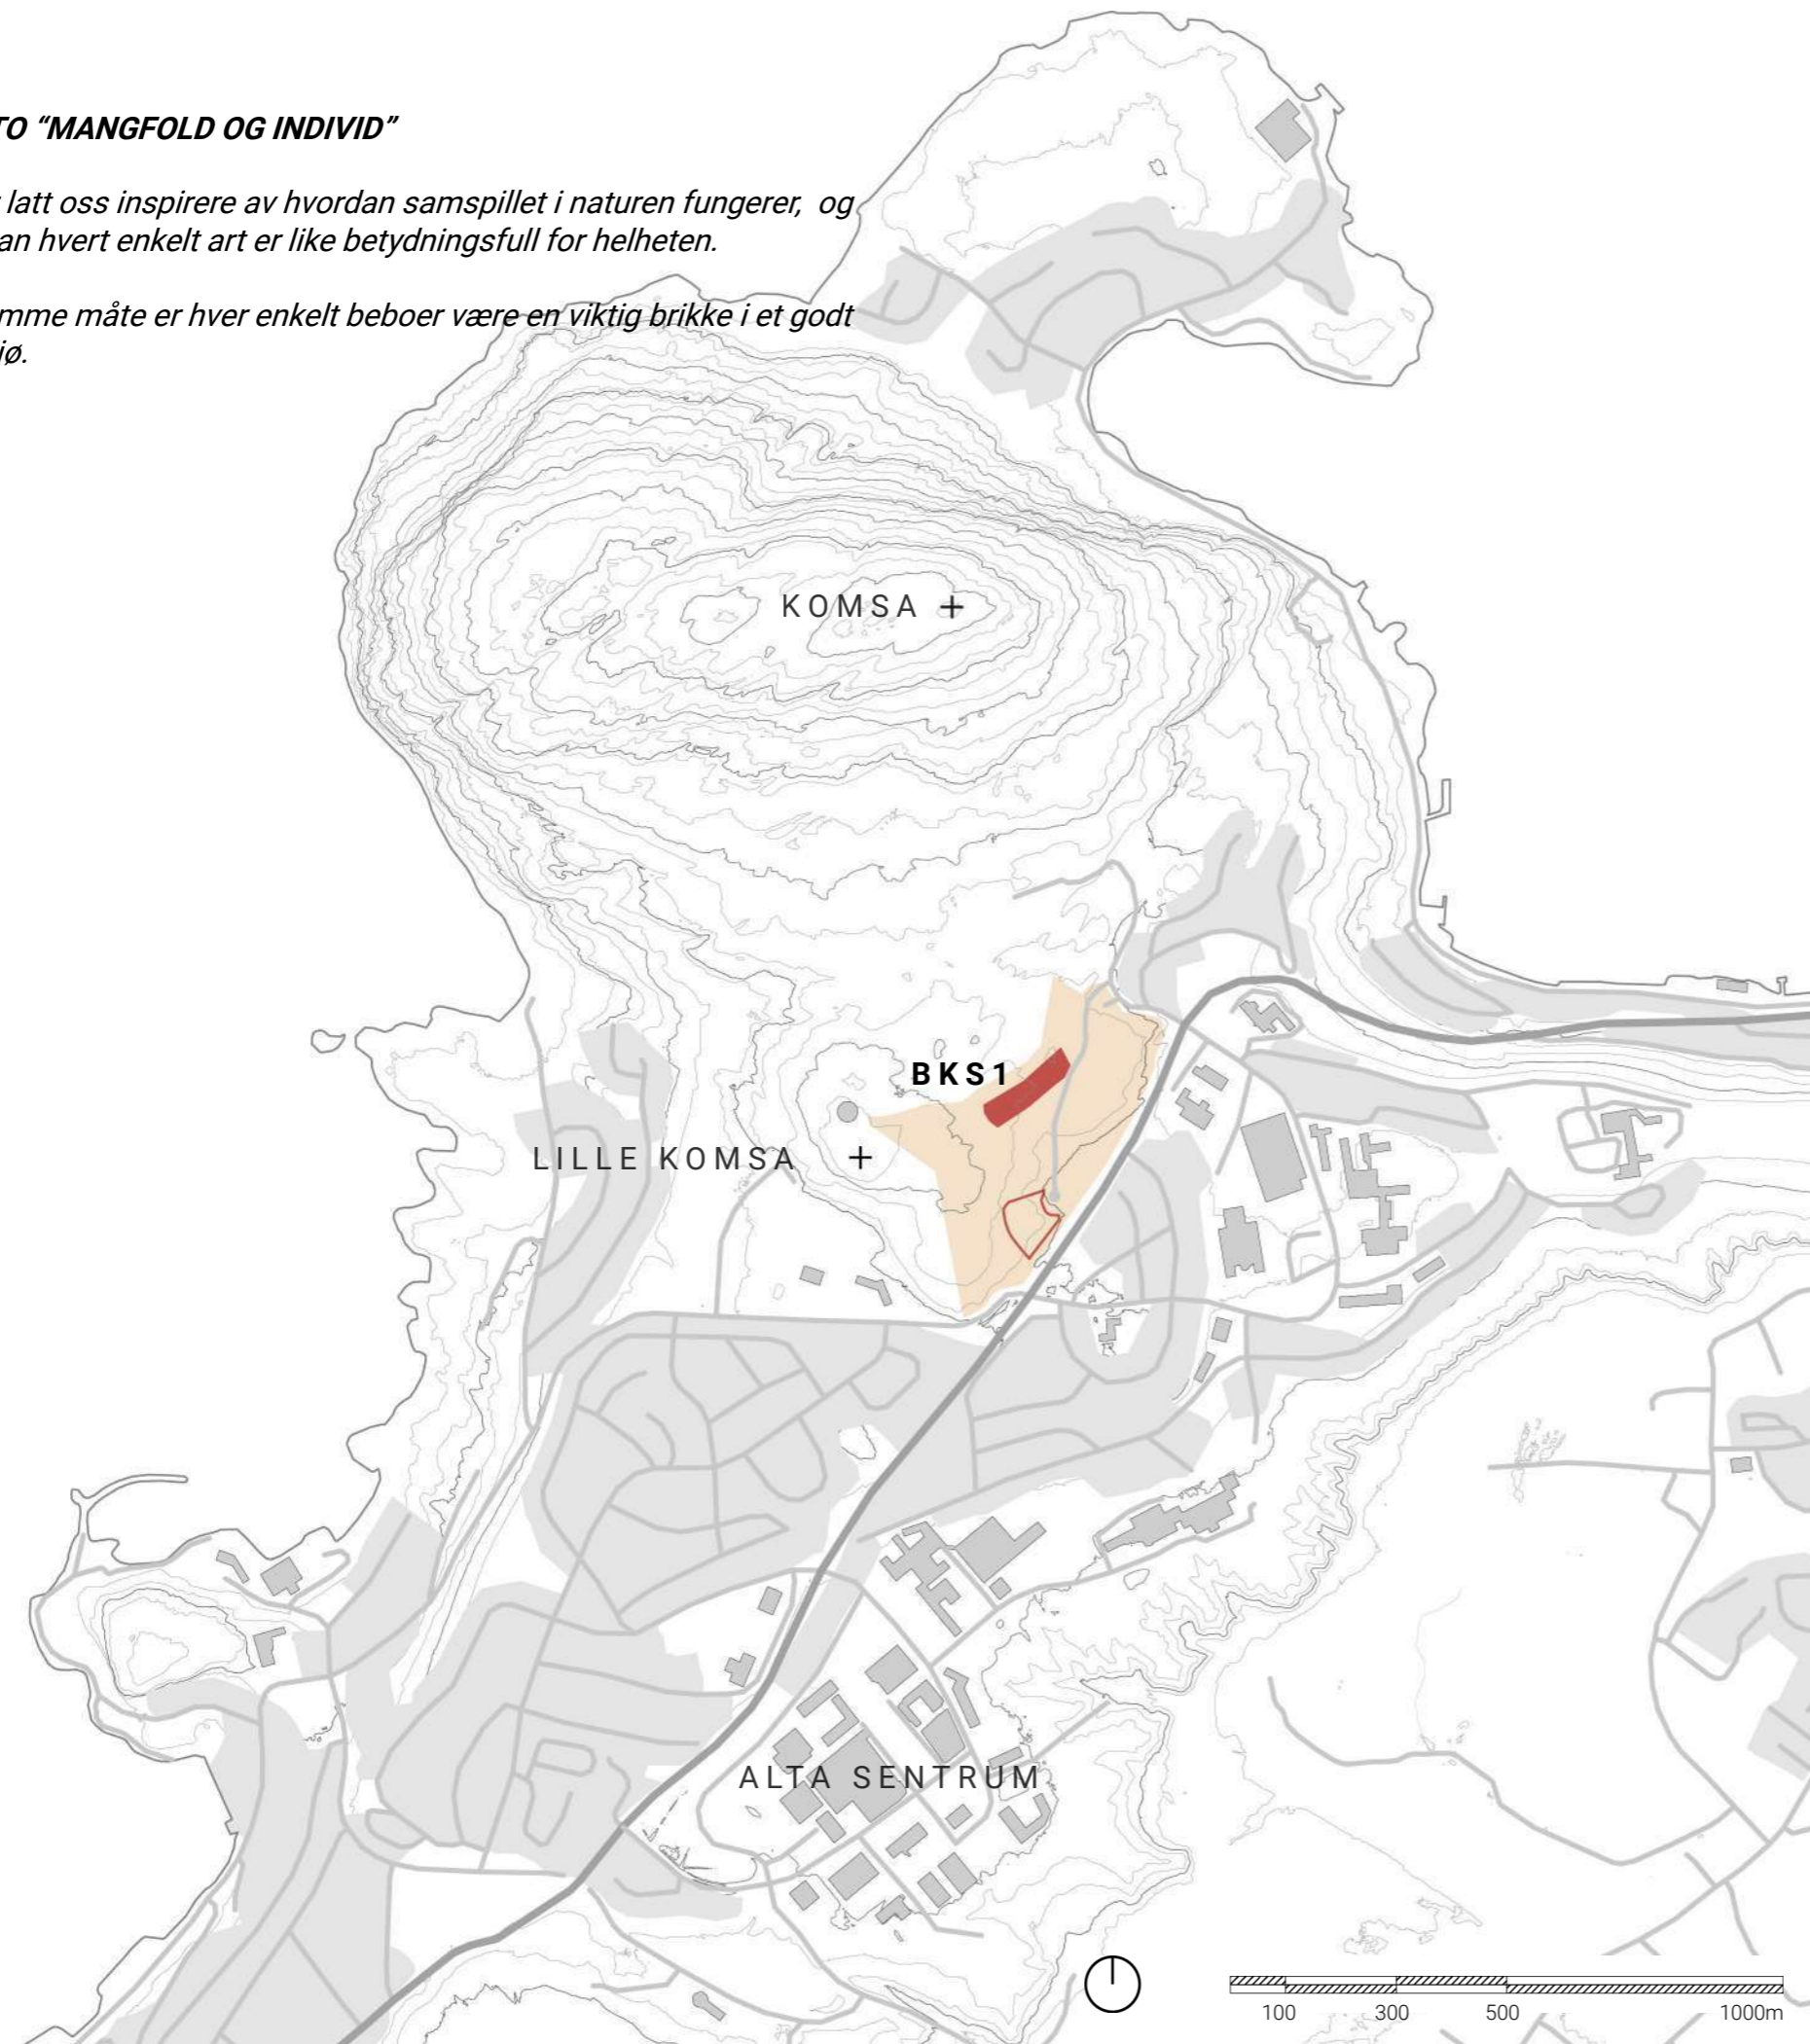 TO “MANGFOLD OG INDIVID”
latt oss inspirere av hvordan samspillet i naturen fungerer, og
an hvert enkelt art er like betydningsfull for helheten.
mme måte er hver enkelt beboer være en viktig brikke i et godt
jø.
KOMSA
BKS1
LILLE KOMSA
ALTA SENTRUM
100 300 500 1000m